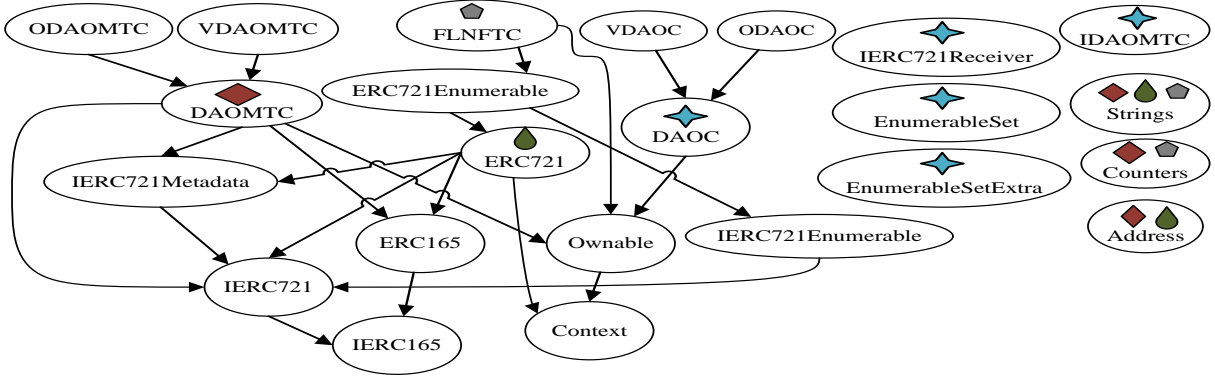 ODAOMTC
VDAOMTC
FLNFTC
VDAOC
ODAOC
IERC721Receiver
IDAOMTC
ERC721Enumerable
DAOMTC
EnumerableSet
Strings
DAOC
ERC721
IERC721Metadata
EnumerableSetExtra
Counters
ERC165
Ownable
IERC721Enumerable
Address
IERC721
Context
IERC165